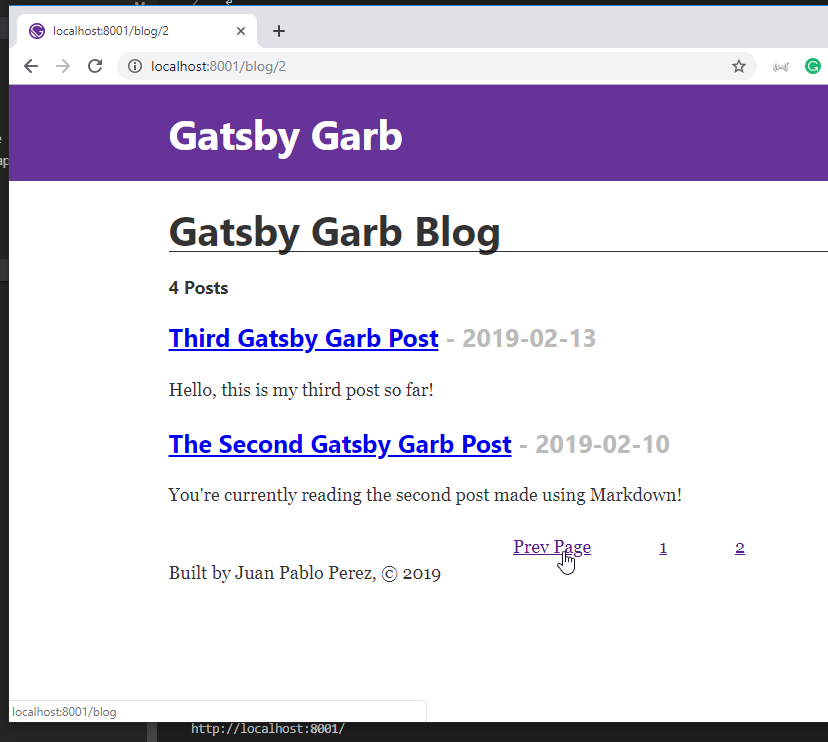 localhost:8001/blog/2
localhost:8001/blog/2
Gatsby Garb
Gatsby Garb Blog
4 Posts
Third Gatsby Garb Post - 2019-02-13
Hello, this is my third post so far!
The Second Gatsby Garb Post - 2019-02-10
You're currently reading the second post made using Markdown!
Prev Page 1 2
Built by Juan Pablo Perez, © 2019
localhost:8001/blog
http://localhost:8001/